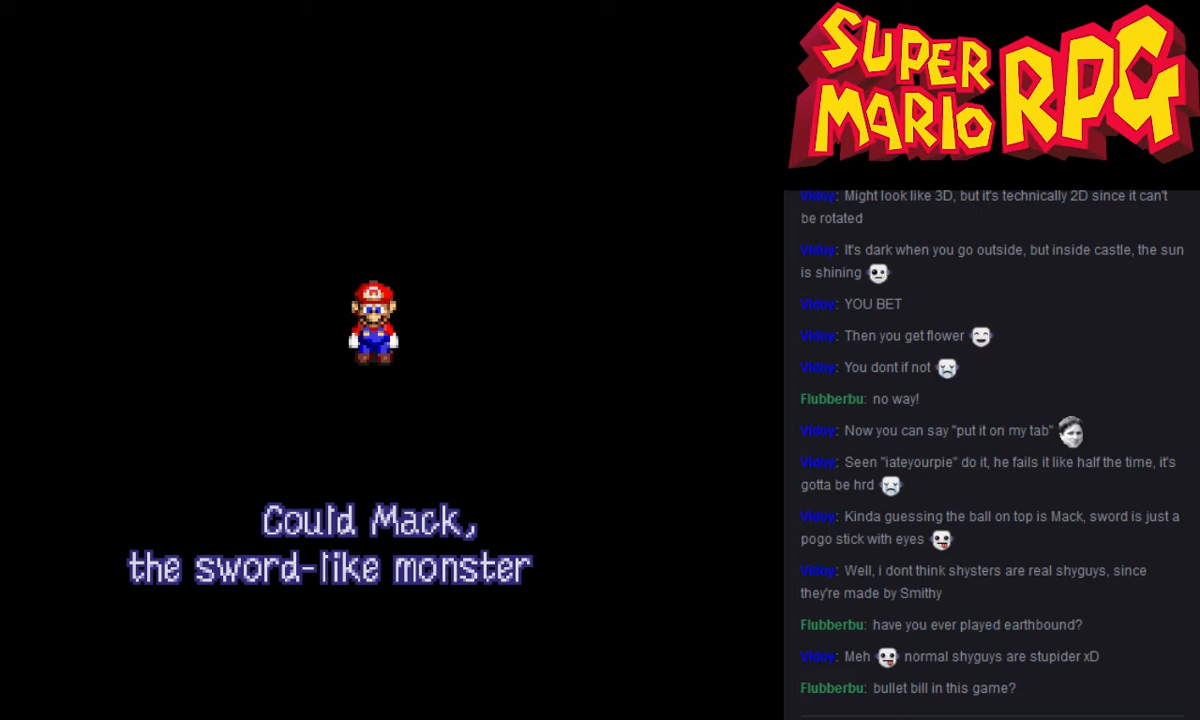 SUPER
MARIO RPG
Vidoy: Might look like 3D, but it's technically 2D since it can't
be rotated
Vidoy: It's dark when you go outside, but inside castle, the sun
is shining
Vidoy: YOU BET
Vidoy: Then you get flower
Vidoy: You dont if not
Flubberbu: no way!
Vidoy: Now you can say "put it on my tab"
Vidoy: Seen "iateyourpie" do it, he fails it like half the time, it's
gotta be hrd
Vidoy: Kinda guessing the ball on top is Mack, sword is just a
pogo stick with eyes
Vidoy: Well, i dont think shysters are real shyguys, since
they're made by Smithy
Flubberbu: have you ever played earthbound?
Vidoy: Meh normal shyguys are stupider xD
Flubberbu: bullet bill in this game?
Could Mack,
the sword-like monster